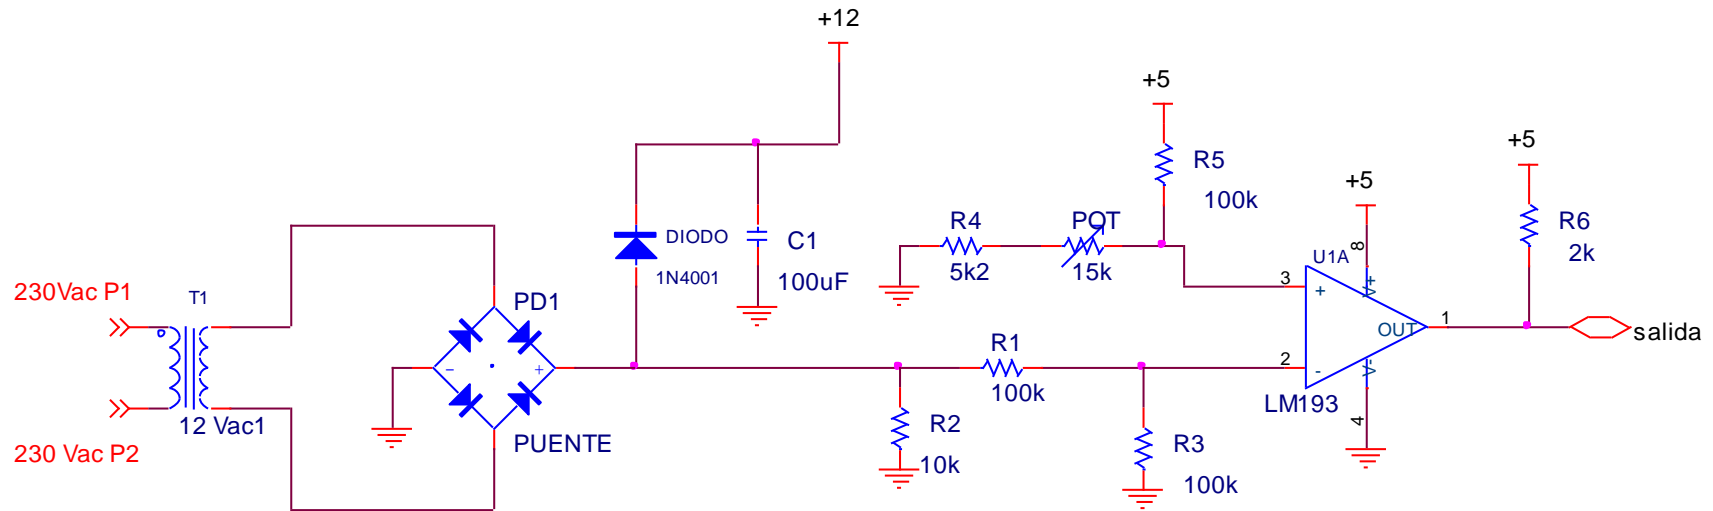 +12
+5
+5
R5
100k
+5
R4
POT
5k2
15k
R6
2k
DIODO
1N4001
C1
100uF
U1A
8
V+
3
+
230Vac P1
T1
PD1
OUT
1
salida
-
+
R1
100k
2
-
V-
LM193
4
230 Vac P2
12 Vac1
PUENTE
R2
10k
R3
100k